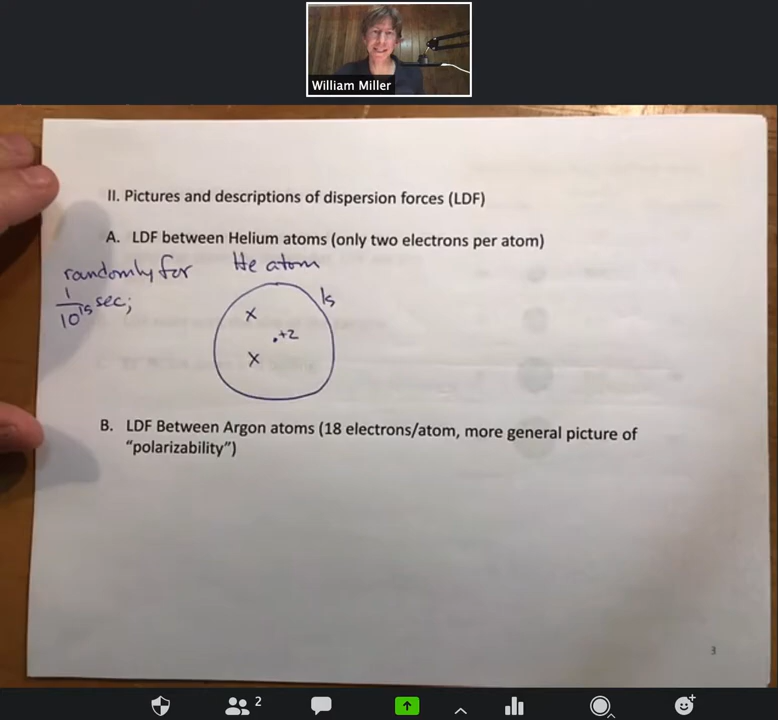 William Miller
II. Pictures and descriptions of dispersion forces (LDF)
A. LDF between Helium atoms (only two electrons per atom)
randomly for
1
10^15 sec;
He atom
1s
x
+2
x
B. LDF Between Argon atoms (18 electrons/atom, more general picture of
“polarizability”)
3
2